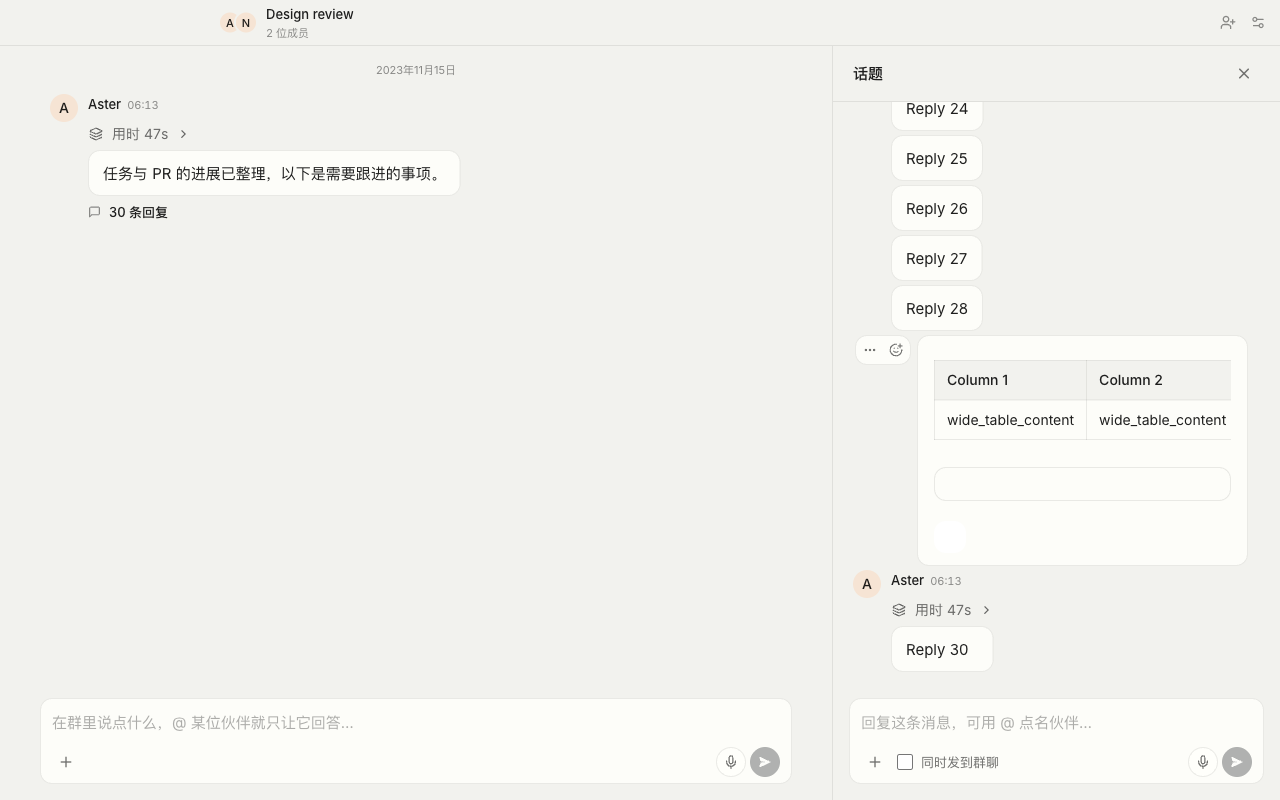 A N
Design review
2 位成员
2023年11月15日
A
Aster 06:13
用时 47s
任务与 PR 的进展已整理，以下是需要跟进的事项。
30 条回复
在群里说点什么，@ 某位伙伴就只让它回答...
话题
Reply 24
Reply 25
Reply 26
Reply 27
Reply 28
Column 1 Column 2
wide_table_content wide_table_content
A
Aster 06:13
用时 47s
Reply 30
回复这条消息，可用 @ 点名伙伴...
同时发到群聊